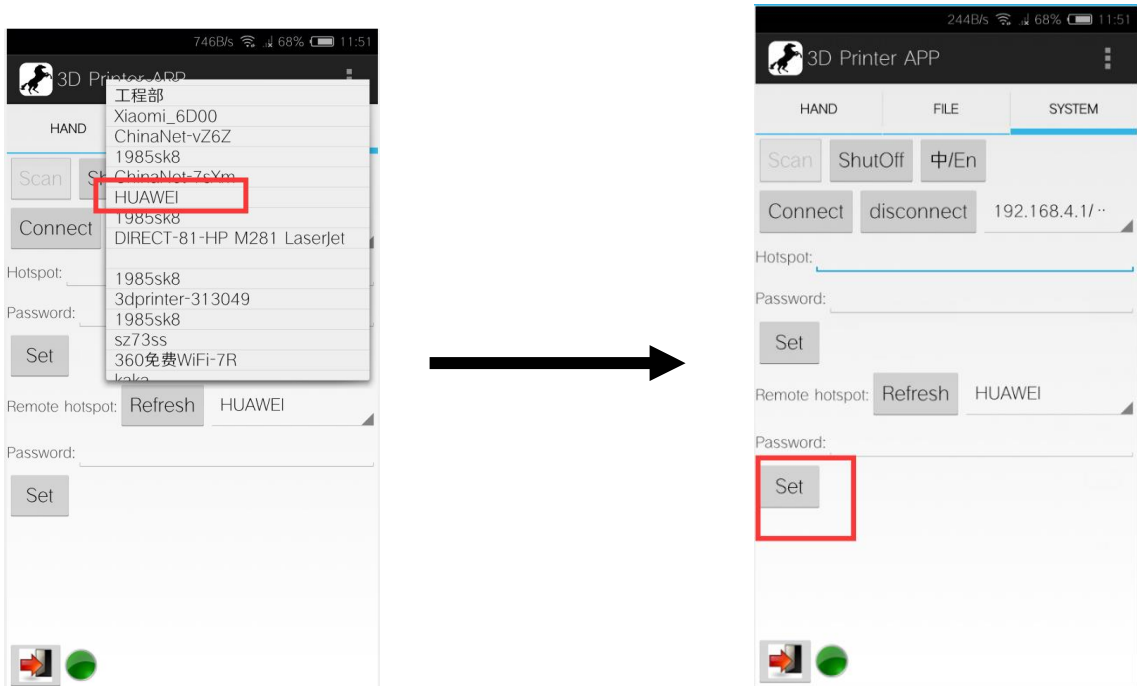 746B/s 68% 11:51
3D Printer APP
工程部
Xiaomi_6D00
ChinaNet-vZ6Z
1985sk8
ChinaNet-7sXm
HUAWEI
1985sk8
DIRECT-81-HP M281 LaserJet
1985sk8
3dprinter-313049
1985sk8
sz73ss
360免费WiFi-7R
kaka
HAND
Scan
Connect
Hotspot:
Password:
Set
Remote hotspot: Refresh HUAWEI
Password:
Set
244B/s 68% 11:51
3D Printer APP
HAND FILE SYSTEM
Scan ShutOff 中/En
Connect disconnect 192.168.4.1/ ··
Hotspot:
Password:
Set
Remote hotspot: Refresh HUAWEI
Password:
Set